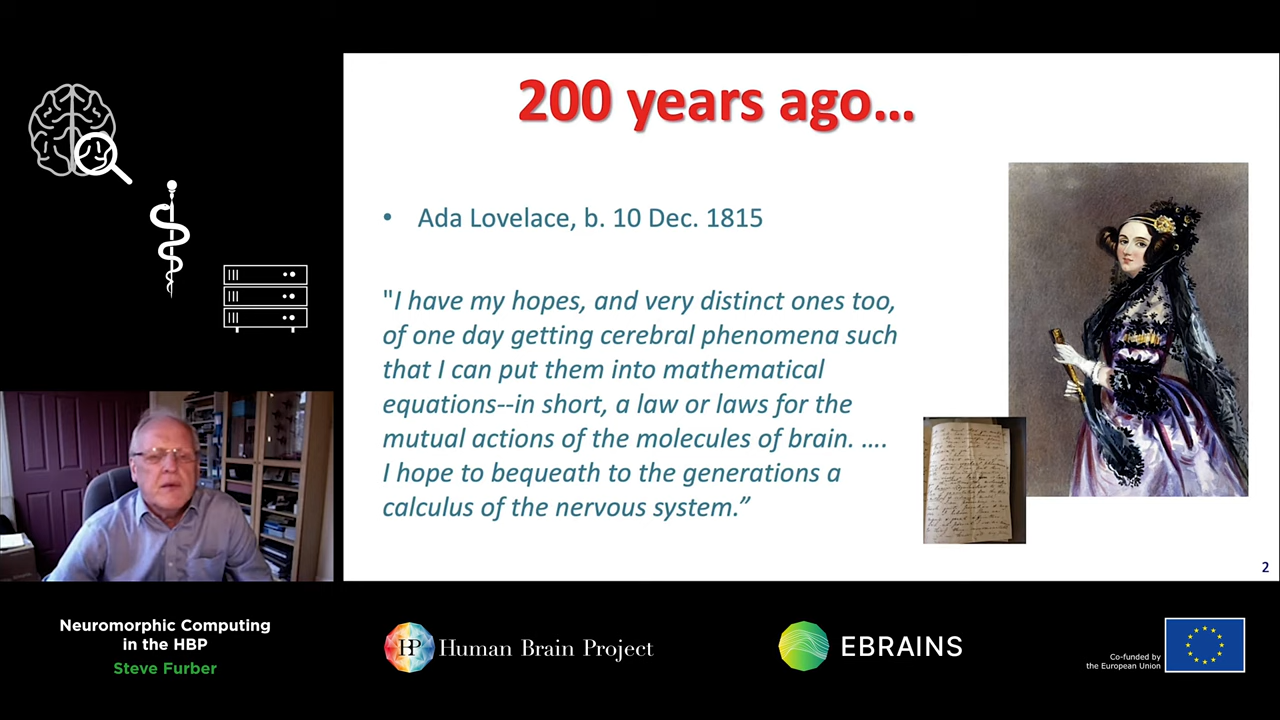 200 years ago...
• Ada Lovelace, b. 10 Dec. 1815
"I have my hopes, and very distinct ones too,
of one day getting cerebral phenomena such
that I can put them into mathematical
equations--in short, a law or laws for the
mutual actions of the molecules of brain. ….
I hope to bequeath to the generations a
calculus of the nervous system.”
2
Neuromorphic Computing
in the HBP
Steve Furber
HBP
Human Brain Project
EBRAINS
Co-funded by
the European Union